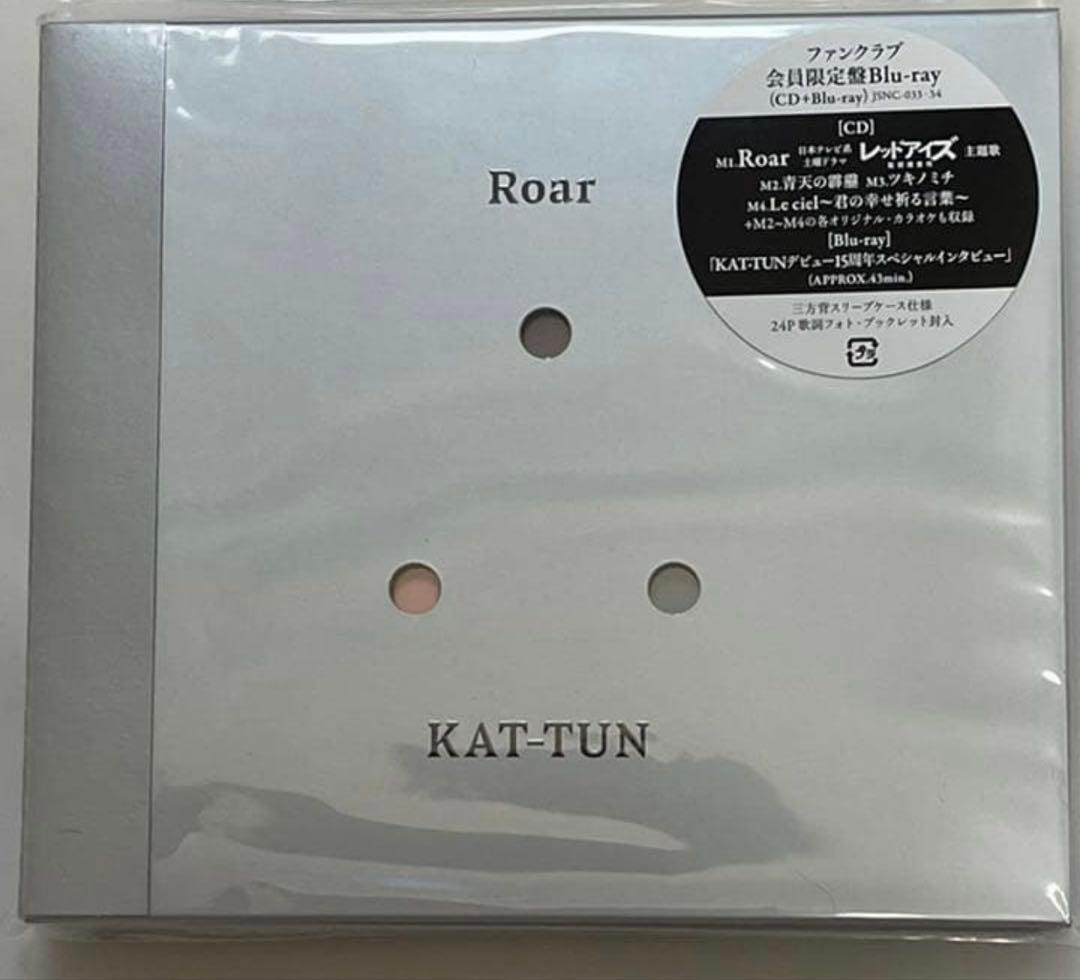 Roar
KAT-TUN
ファンクラブ
会員限定盤Blu-ray
(CD+Blu-ray) JSNC-033・34
[CD]
M1.Roar 日本テレビ系 土曜ドラマ レッドアイズ 主題歌
M2.青天の霹靂 M3.ツキノミチ
M4.Le ciel〜君の幸せ祈る言葉〜
+M2〜M4の各オリジナル・カラオケも収録
[Blu-ray]
「KAT-TUNデビュー15周年スペシャルインタビュー」
(APPROX.43min.)
三方背スリーブケース仕様
24P 歌詞フォト・ブックレット封入